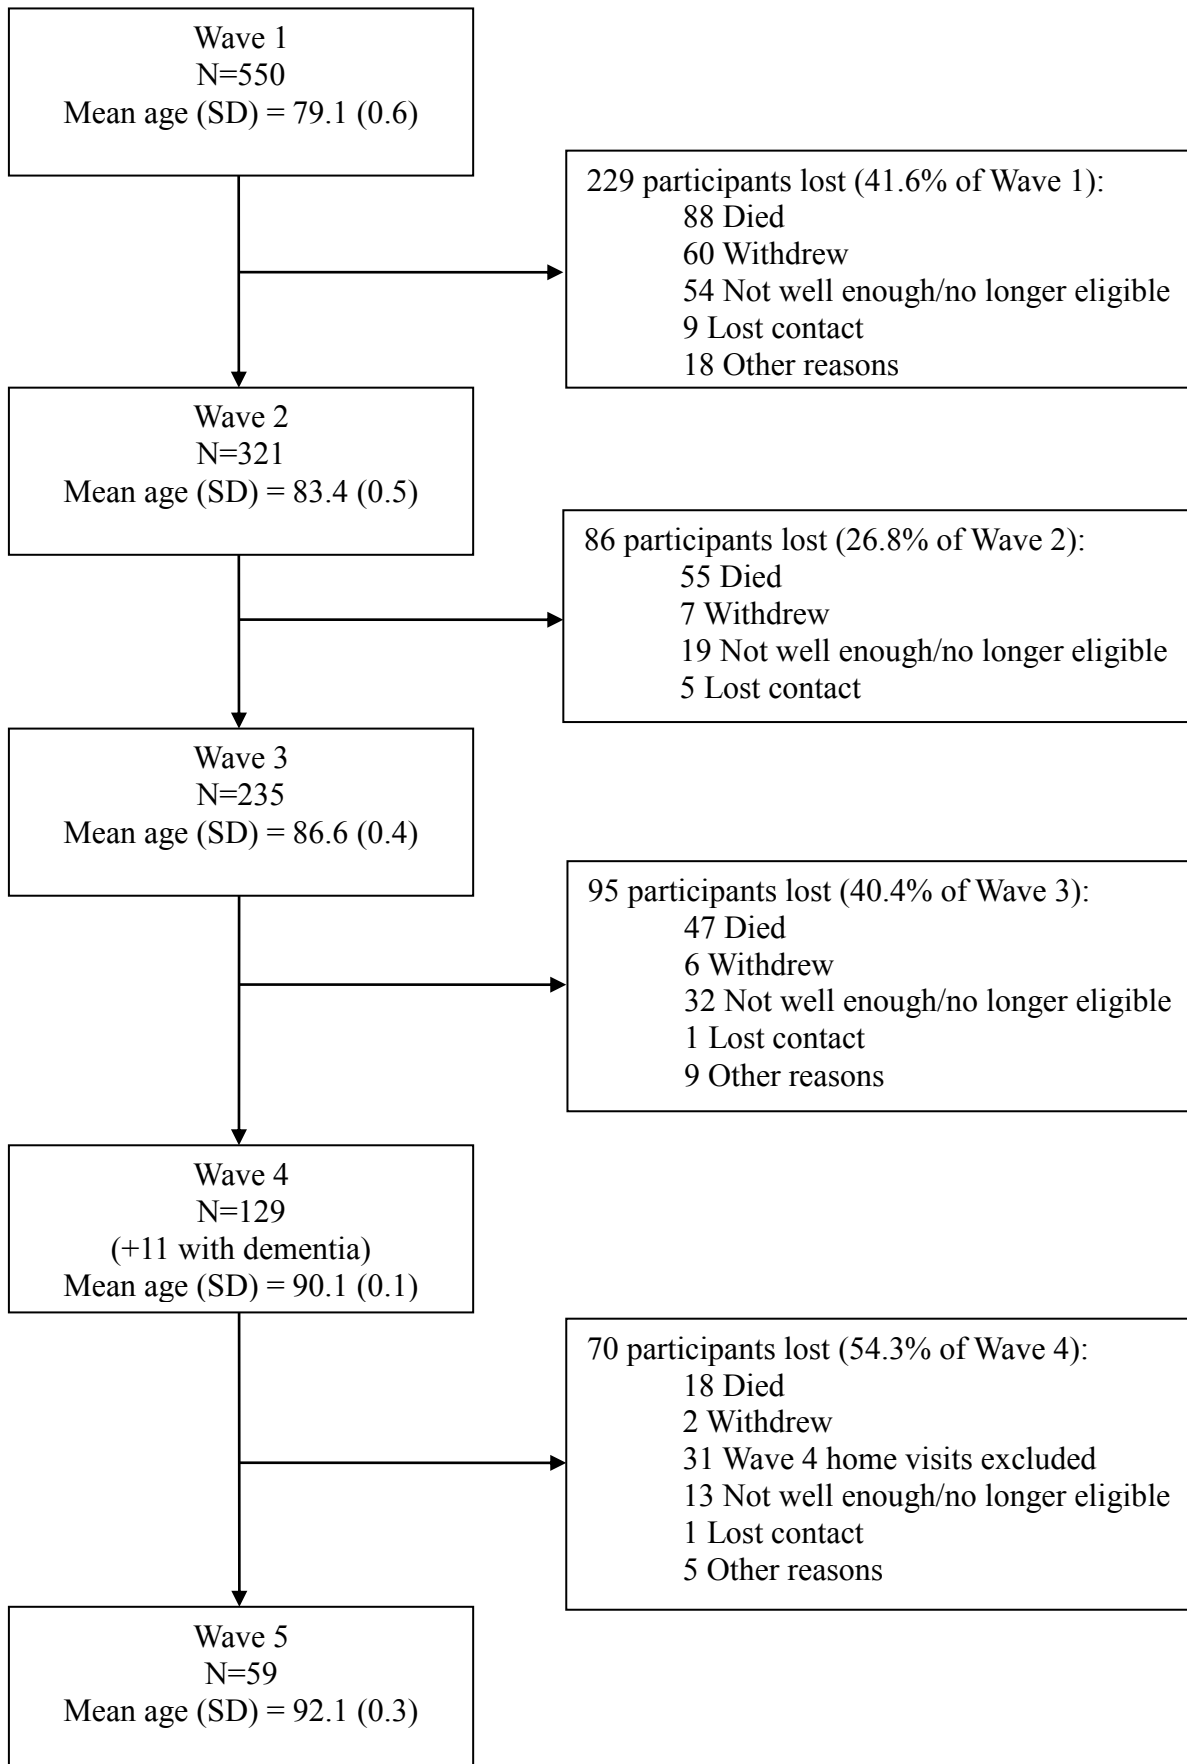 Wave 1
N=550
Mean age (SD) = 79.1 (0.6)
229 participants lost (41.6% of Wave 1):
88 Died
60 Withdrew
54 Not well enough/no longer eligible
9 Lost contact
18 Other reasons
Wave 2
N=321
Mean age (SD) = 83.4 (0.5)
86 participants lost (26.8% of Wave 2):
55 Died
7 Withdrew
19 Not well enough/no longer eligible
5 Lost contact
Wave 3
N=235
Mean age (SD) = 86.6 (0.4)
95 participants lost (40.4% of Wave 3):
47 Died
6 Withdrew
32 Not well enough/no longer eligible
1 Lost contact
9 Other reasons
Wave 4
N=129
(+11 with dementia)
Mean age (SD) = 90.1 (0.1)
70 participants lost (54.3% of Wave 4):
18 Died
2 Withdrew
31 Wave 4 home visits excluded
13 Not well enough/no longer eligible
1 Lost contact
5 Other reasons
Wave 5
N=59
Mean age (SD) = 92.1 (0.3)